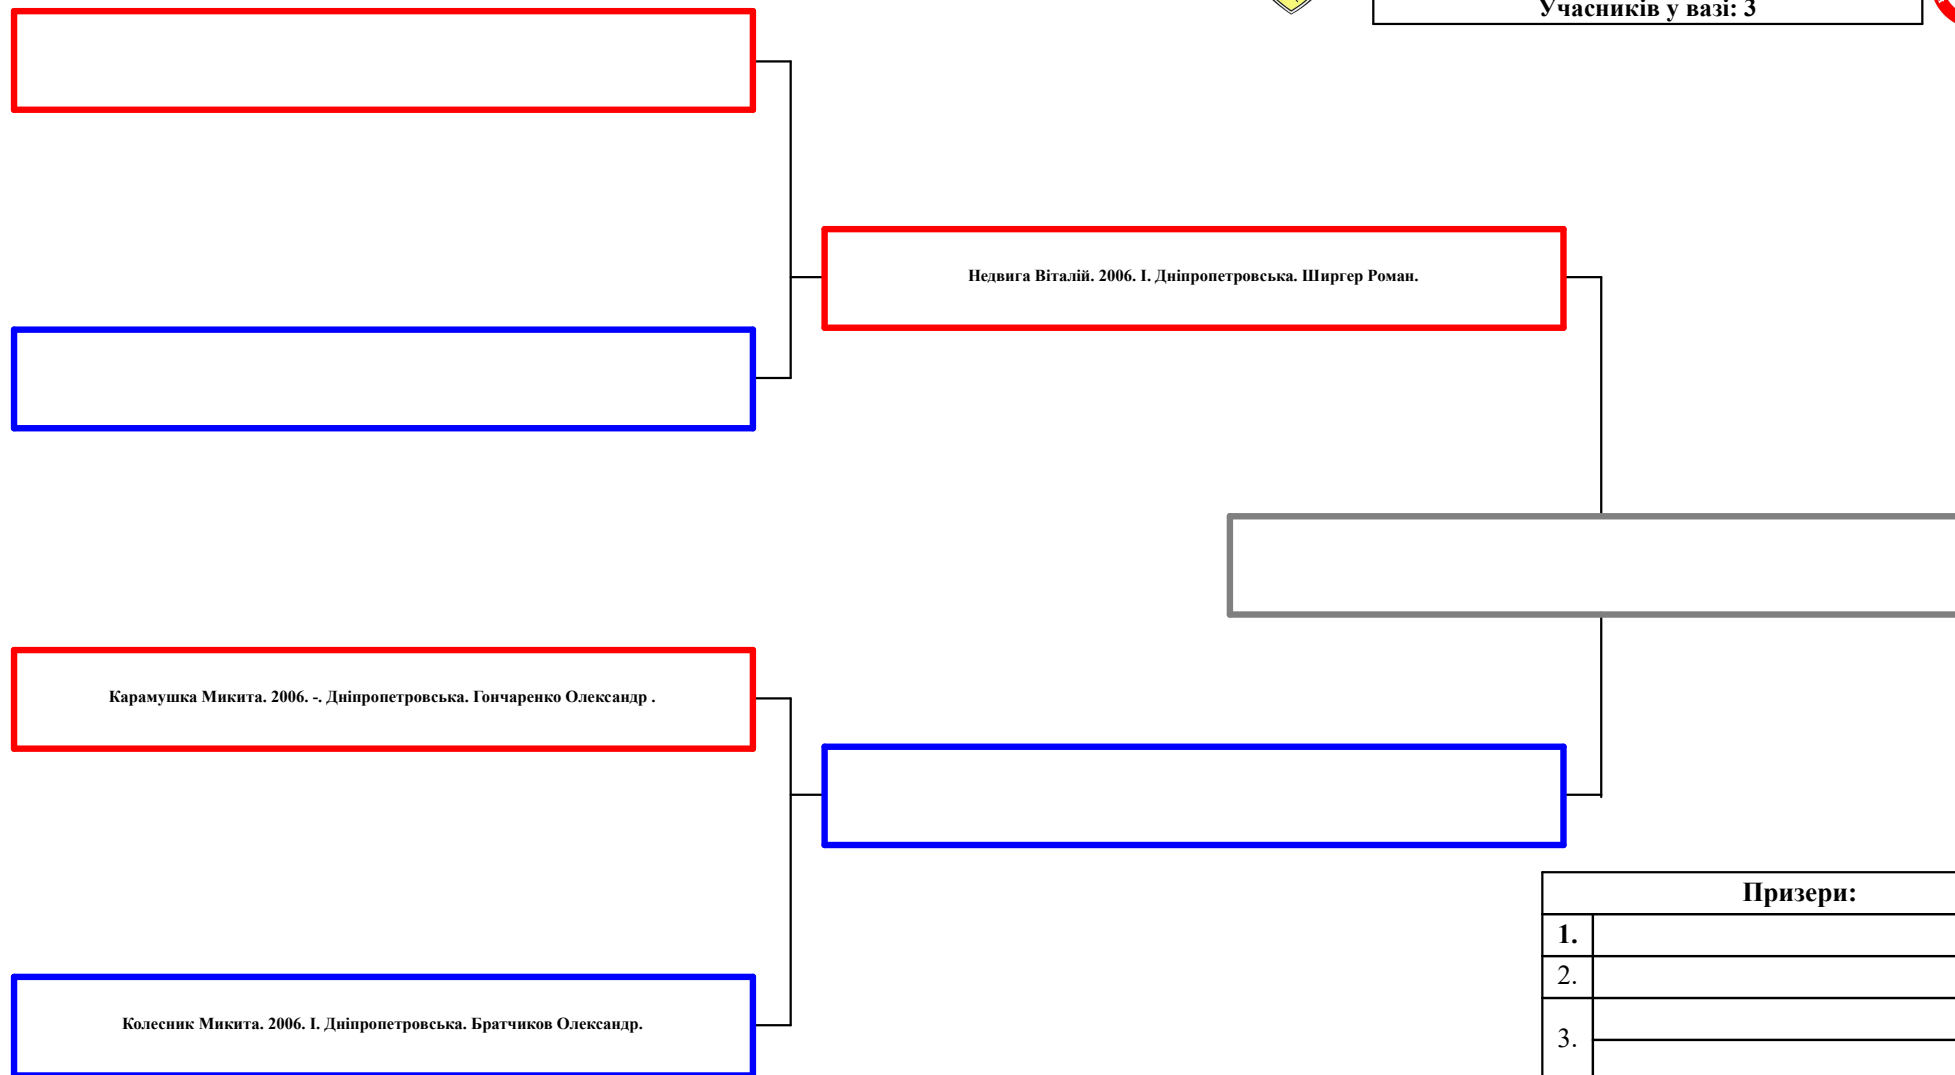 Учасників у вазі: 3
Недвига Віталій. 2006. І. Дніпропетровська. Ширгер Роман.
Карамушка Микита. 2006. -. Дніпропетровська. Гончаренко Олександр .
Колесник Микита. 2006. І. Дніпропетровська. Братчиков Олександр.
Призери:
1.
2.
3.